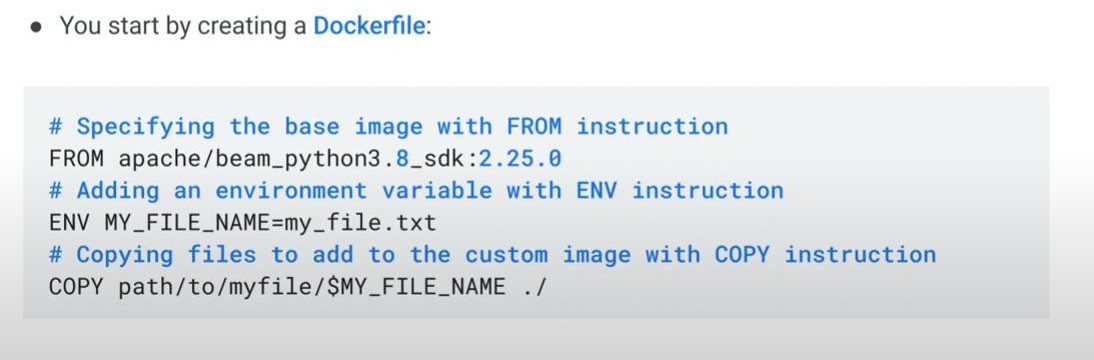 ● You start by creating a Dockerfile:
# Specifying the base image with FROM instruction
FROM apache/beam_python3.8_sdk:2.25.0
# Adding an environment variable with ENV instruction
ENV MY_FILE_NAME=my_file.txt
# Copying files to add to the custom image with COPY instruction
COPY path/to/myfile/$MY_FILE_NAME ./